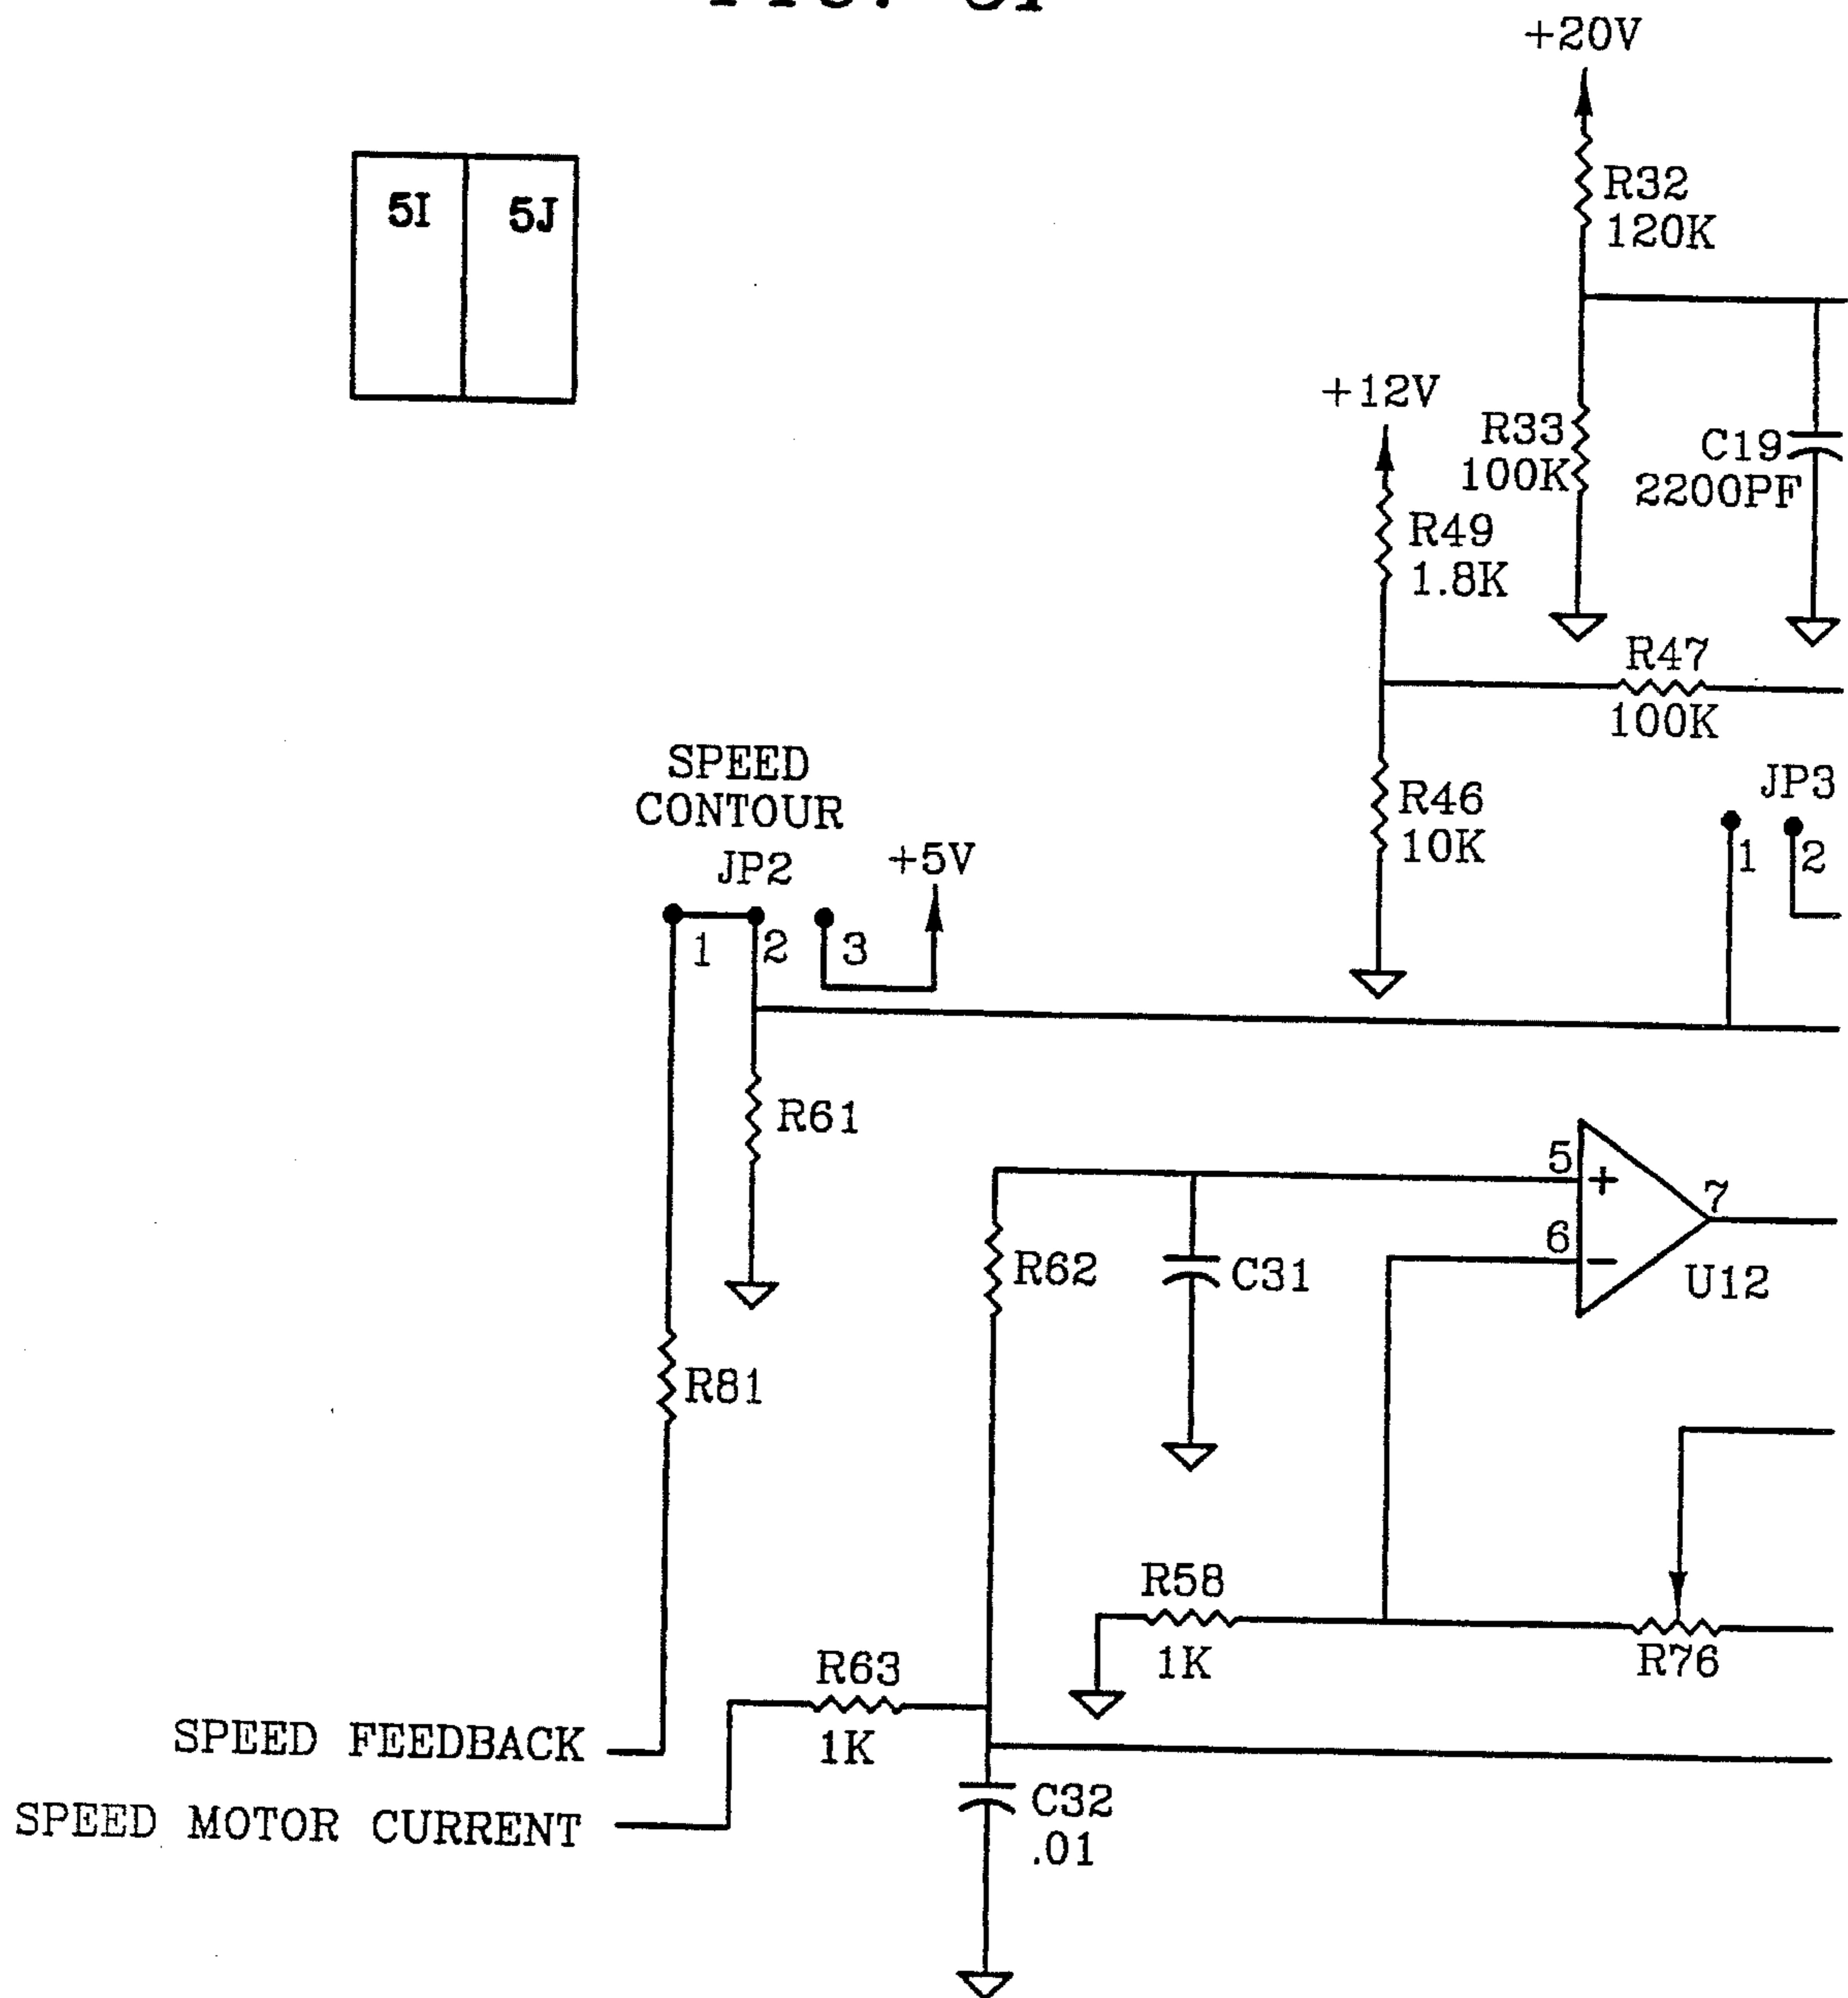 +20V
5I 5J
R32
120K
+12V
R33
100K
C19
2200PF
R49
1.8K
R47
100K
SPEED
CONTOUR
JP2
+5V
R46
10K
JP3
1 2
1 2 3
R61
5
+
7
6
−
U12
R62
C31
R81
R58
1K
R76
R63
1K
SPEED FEEDBACK
SPEED MOTOR CURRENT
C32
.01